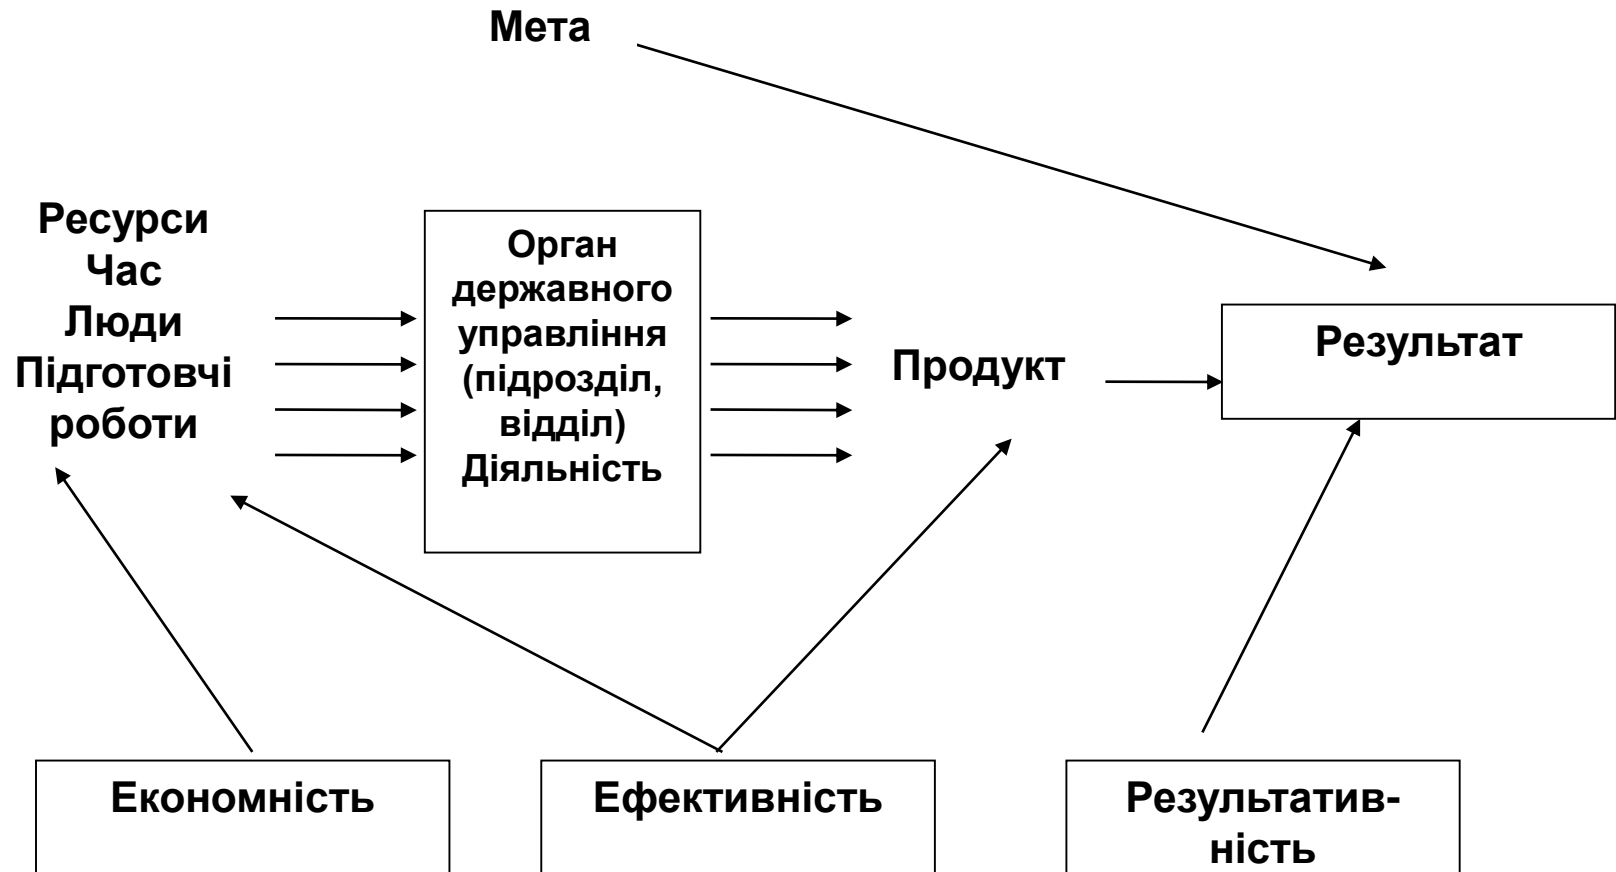 Мета
Ресурси
Час
Люди
Підготовчі
роботи
Орган
державного
управління
(підрозділ,
відділ)
Діяльність
Продукт
Результат
Економність
Ефективність
Результатив-
ність